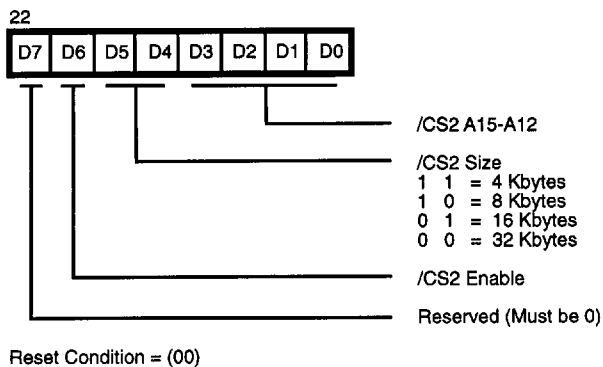 22
D7 D6 D5 D4 D3 D2 D1 D0
/CS2 A15-A12
/CS2 Size
1 1 = 4 Kbytes
1 0 = 8 Kbytes
0 1 = 16 Kbytes
0 0 = 32 Kbytes
/CS2 Enable
Reserved (Must be 0)
Reset Condition = (00)